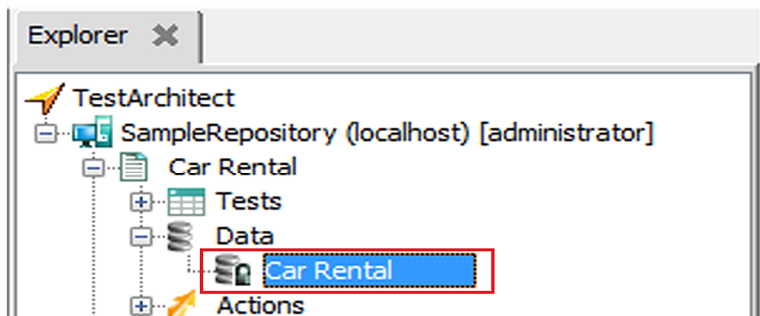 Explorer
TestArchitect
SampleRepository (localhost) [administrator]
Car Rental
Tests
Data
Car Rental
Actions